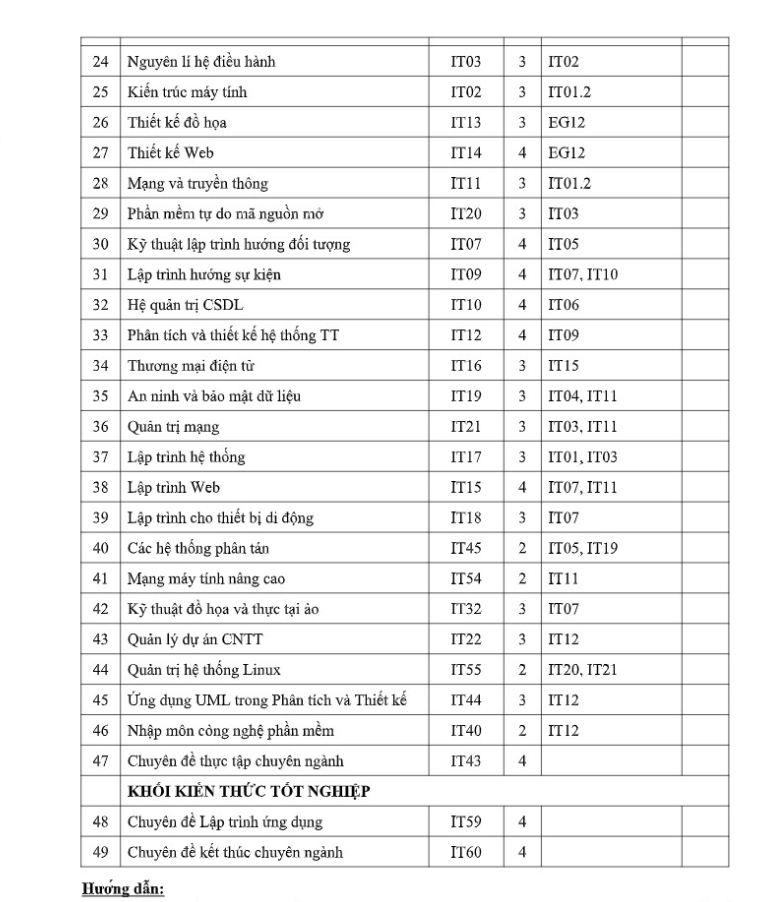 24 Nguyên lí hệ điều hành IT03 3 IT02
25 Kiến trúc máy tính IT02 3 IT01.2
26 Thiết kế đồ họa IT13 3 EG12
27 Thiết kế Web IT14 4 EG12
28 Mạng và truyền thông IT11 3 IT01.2
29 Phần mềm tự do mã nguồn mở IT20 3 IT03
30 Kỹ thuật lập trình hướng đối tượng IT07 4 IT05
31 Lập trình hướng sự kiện IT09 4 IT07, IT10
32 Hệ quản trị CSDL IT10 4 IT06
33 Phân tích và thiết kế hệ thống TT IT12 4 IT09
34 Thương mại điện tử IT16 3 IT15
35 An ninh và bảo mật dữ liệu IT19 3 IT04, IT11
36 Quản trị mạng IT21 3 IT03, IT11
37 Lập trình hệ thống IT17 3 IT01, IT03
38 Lập trình Web IT15 4 IT07, IT11
39 Lập trình cho thiết bị di động IT18 3 IT07
40 Các hệ thống phân tán IT45 2 IT05, IT19
41 Mạng máy tính nâng cao IT54 2 IT11
42 Kỹ thuật đồ họa và thực tại ảo IT32 3 IT07
43 Quản lý dự án CNTT IT22 3 IT12
44 Quản trị hệ thống Linux IT55 2 IT20, IT21
45 Ứng dụng UML trong Phân tích và Thiết kế IT44 3 IT12
46 Nhập môn công nghệ phần mềm IT40 2 IT12
47 Chuyên đề thực tập chuyên ngành IT43 4
KHỐI KIẾN THỨC TỐT NGHIỆP
48 Chuyên đề Lập trình ứng dụng IT59 4
49 Chuyên đề kết thúc chuyên ngành IT60 4
Hướng dẫn: